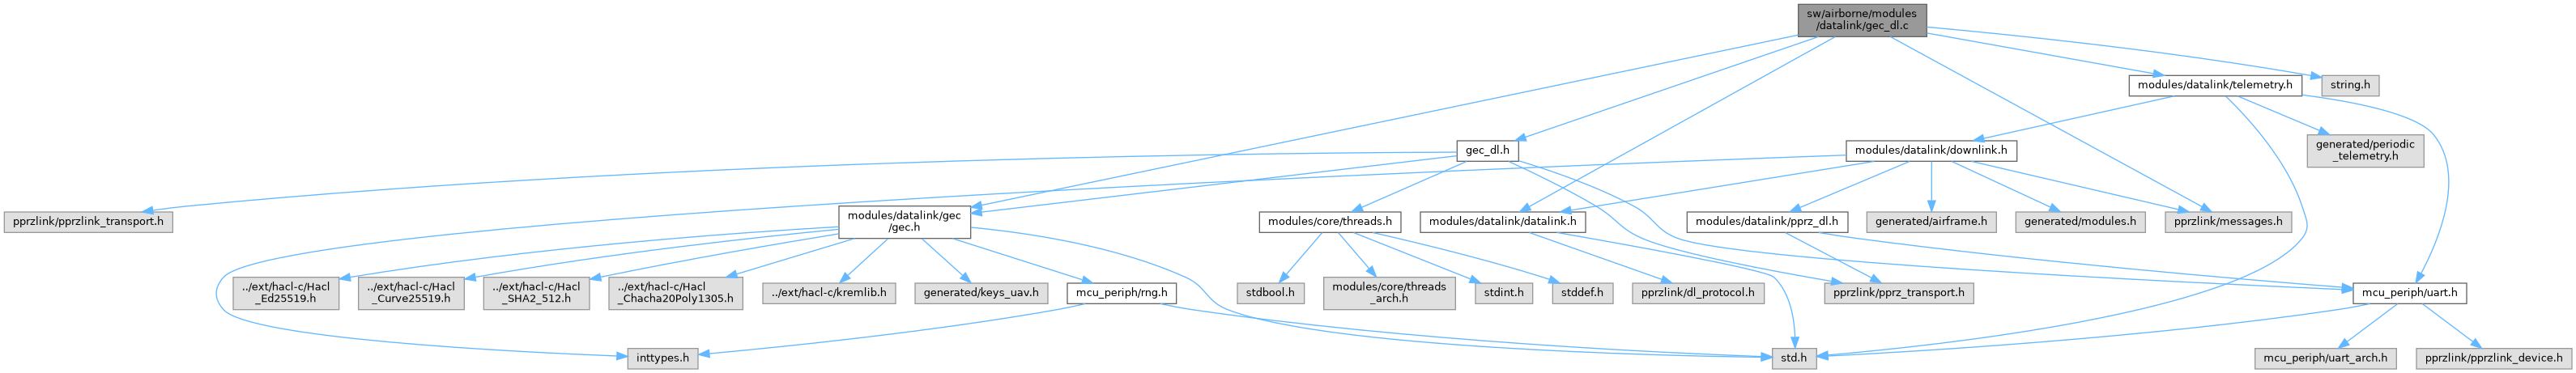 sw/airborne/modules
/datalink/gec_dl.c
modules/datalink/telemetry.h
string.h
gec_dl.h
modules/datalink/downlink.h
generated/periodic
_telemetry.h
pprzlink/pprzlink_transport.h
modules/datalink/gec
/gec.h
modules/core/threads.h
modules/datalink/datalink.h
modules/datalink/pprz_dl.h
generated/airframe.h
generated/modules.h
pprzlink/messages.h
../ext/hacl-c/Hacl
_Ed25519.h
../ext/hacl-c/Hacl
_Curve25519.h
../ext/hacl-c/Hacl
_SHA2_512.h
../ext/hacl-c/Hacl
_Chacha20Poly1305.h
../ext/hacl-c/kremlib.h
generated/keys_uav.h
mcu_periph/rng.h
stdbool.h
modules/core/threads
_arch.h
stdint.h
stddef.h
pprzlink/dl_protocol.h
pprzlink/pprz_transport.h
mcu_periph/uart.h
inttypes.h
std.h
mcu_periph/uart_arch.h
pprzlink/pprzlink_device.h